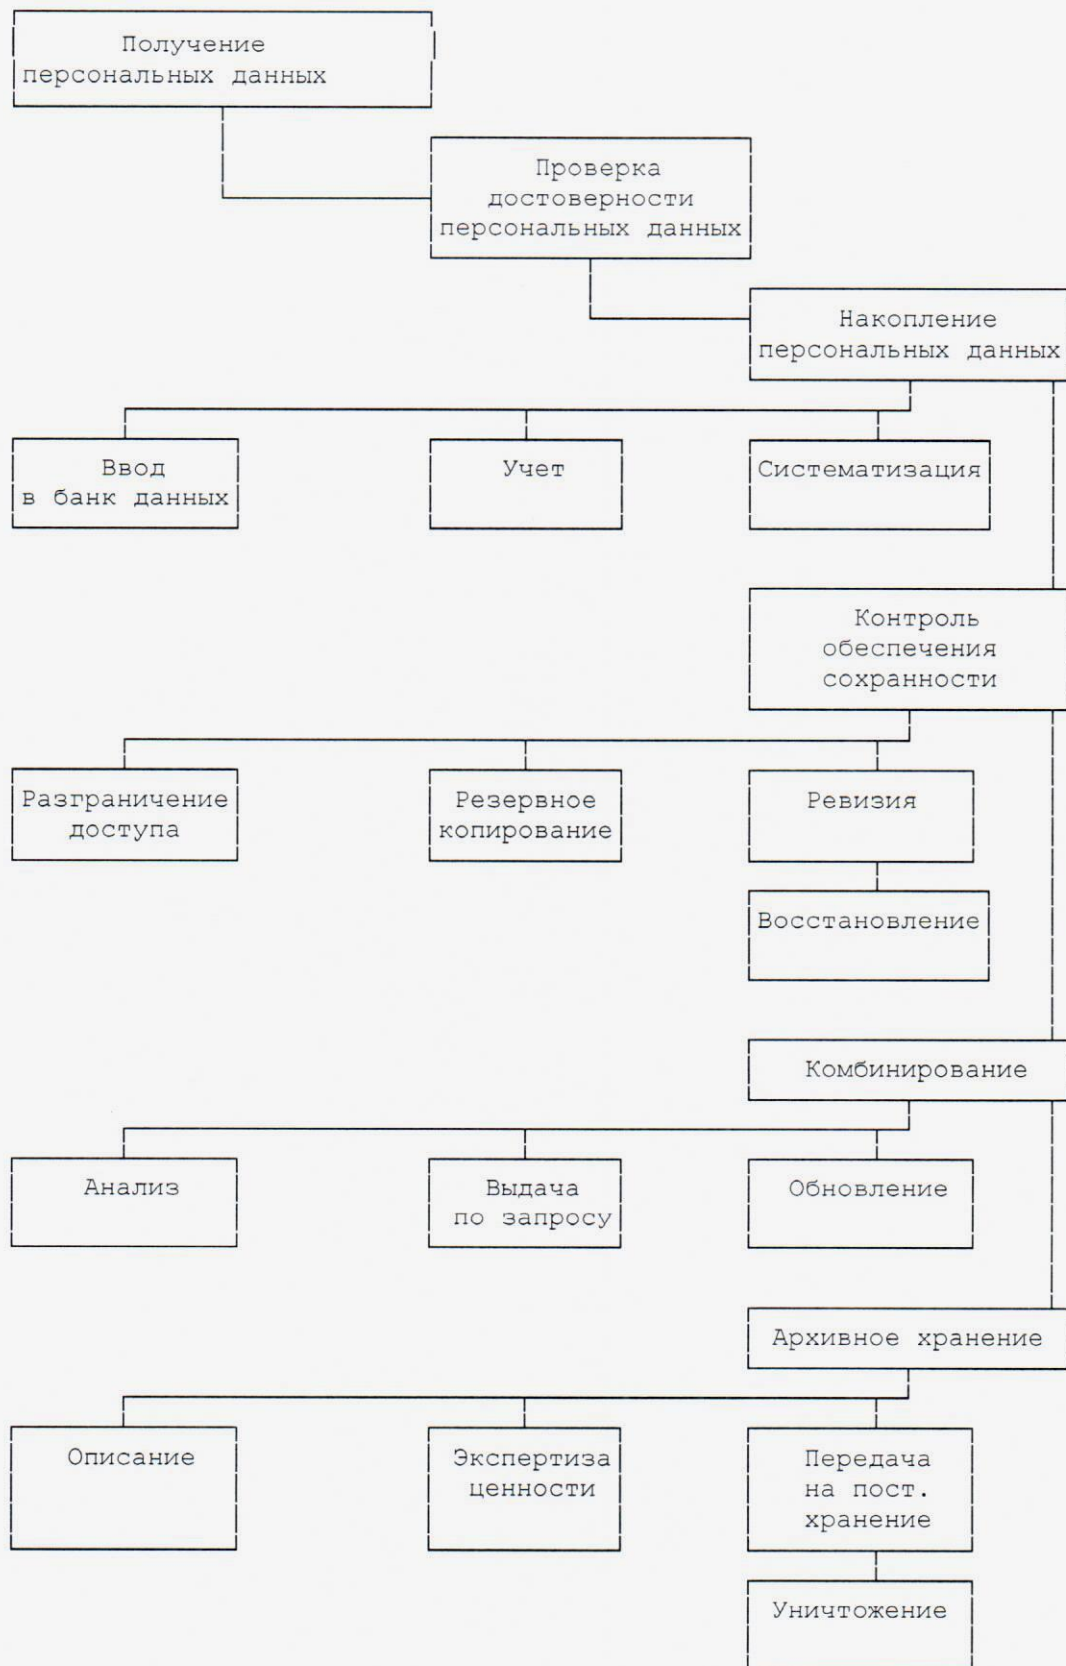 Получение
персональных данных
Проверка
достоверности
персональных данных
Накопление
персональных данных
Ввод
в банк данных
Учет
Систематизация
Контроль
обеспечения
сохранности
Разграничение
доступа
Резервное
копирование
Ревизия
Восстановление
Комбинирование
Анализ
Выдача
по запросу
Обновление
Архивное хранение
Описание
Экспертиза
ценности
Передача
на пост.
хранение
Уничтожение